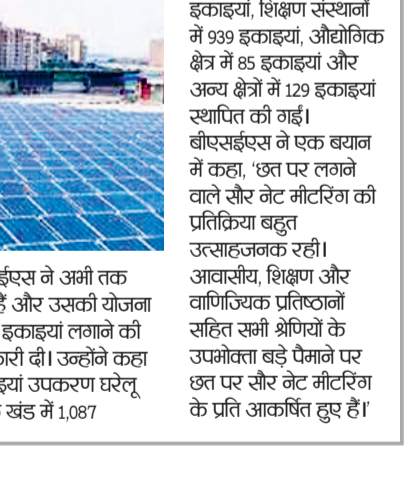 ईएस ने अभी तक
हैं और उसकी योजना
इकाइयां लगाने की
री दी। उन्होंने कहा
उपकरण घरेलू
खंड में 1,087
इकाइयां, शिक्षण संस्थानों
में 939 इकाइयां, औद्योगिक
क्षेत्र में 85 इकाइयां और
अन्य क्षेत्रों में 129 इकाइयां
स्थापित की गईं।
बीएसईएस ने एक बयान
में कहा, ‘छत पर लगने
वाले सौर नेट मीटरिंग की
प्रतिक्रिया बहुत
उत्साहजनक रही।
आवासीय, शिक्षण और
वाणिज्यिक प्रतिष्ठानों
सहित सभी श्रेणियों के
उपभोक्ता बड़े पैमाने पर
छत पर सौर नेट मीटरिंग
के प्रति आकर्षित हुए हैं।’